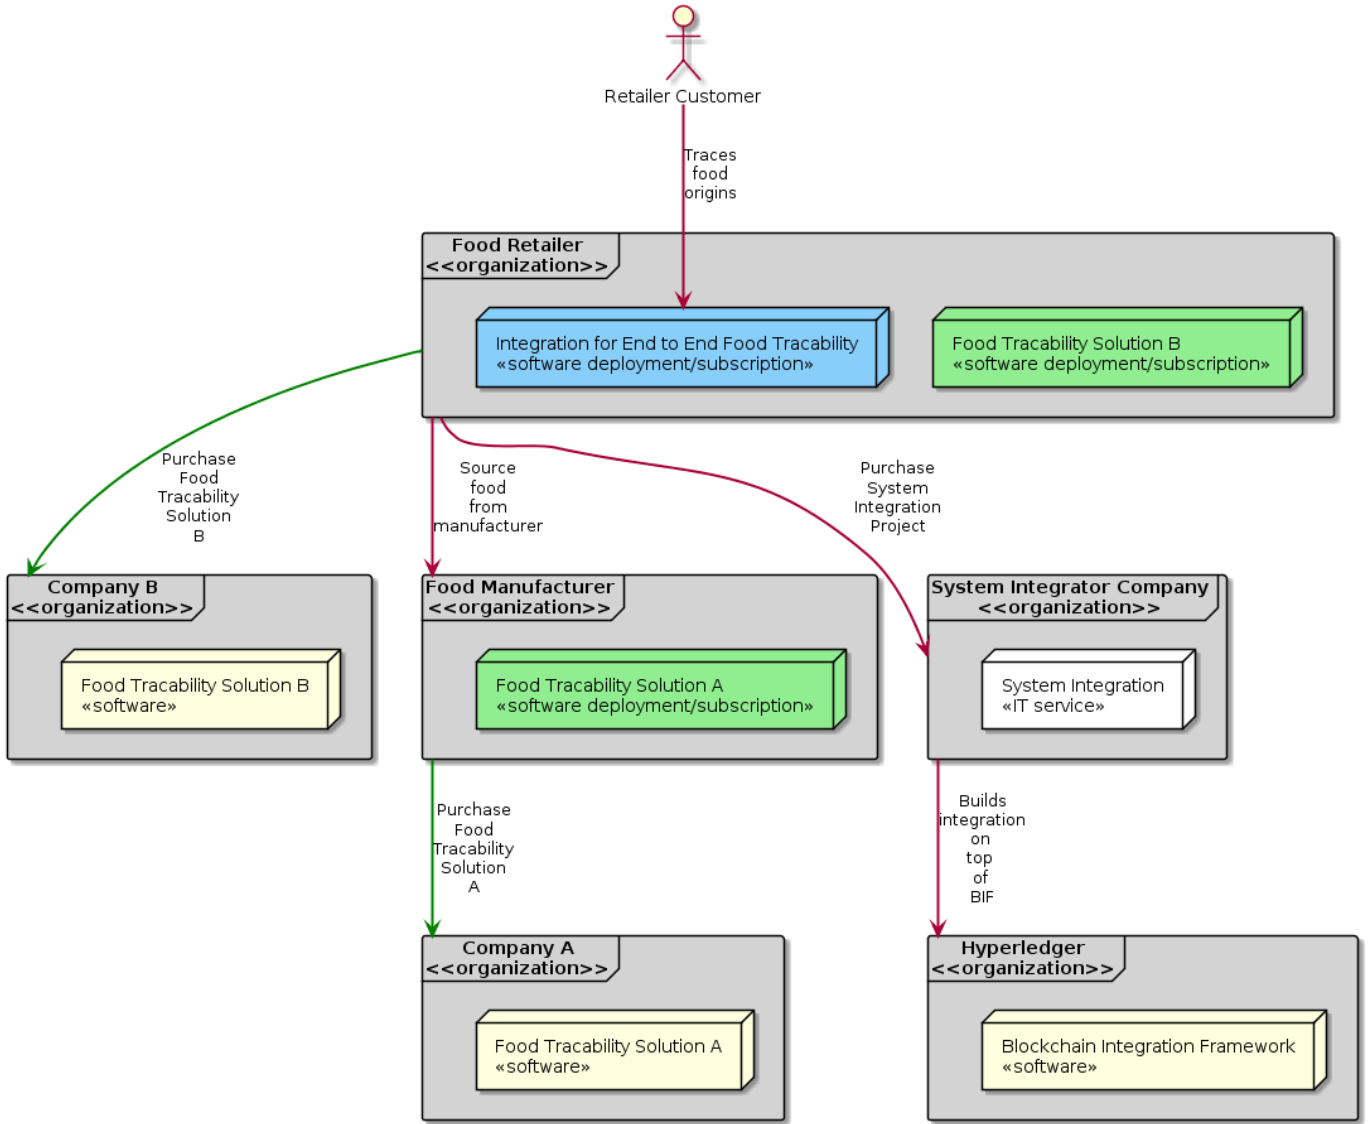 Retailer Customer
Traces
food
origins
Food Retailer
<<organization>>
Integration for End to End Food Tracability
«software deployment/subscription»
Food Tracability Solution B
«software deployment/subscription»
Purchase
Food
Tracability
Solution
B
Source
food
from
manufacturer
Purchase
System
Integration
Project
Company B
<<organization>>
Food Tracability Solution B
«software»
Food Manufacturer
<<organization>>
Food Tracability Solution A
«software deployment/subscription»
System Integrator Company
<<organization>>
System Integration
«IT service»
Purchase
Food
Tracability
Solution
A
Builds
integration
on
top
of
BIF
Company A
<<organization>>
Food Tracability Solution A
«software»
Hyperledger
<<organization>>
Blockchain Integration Framework
«software»